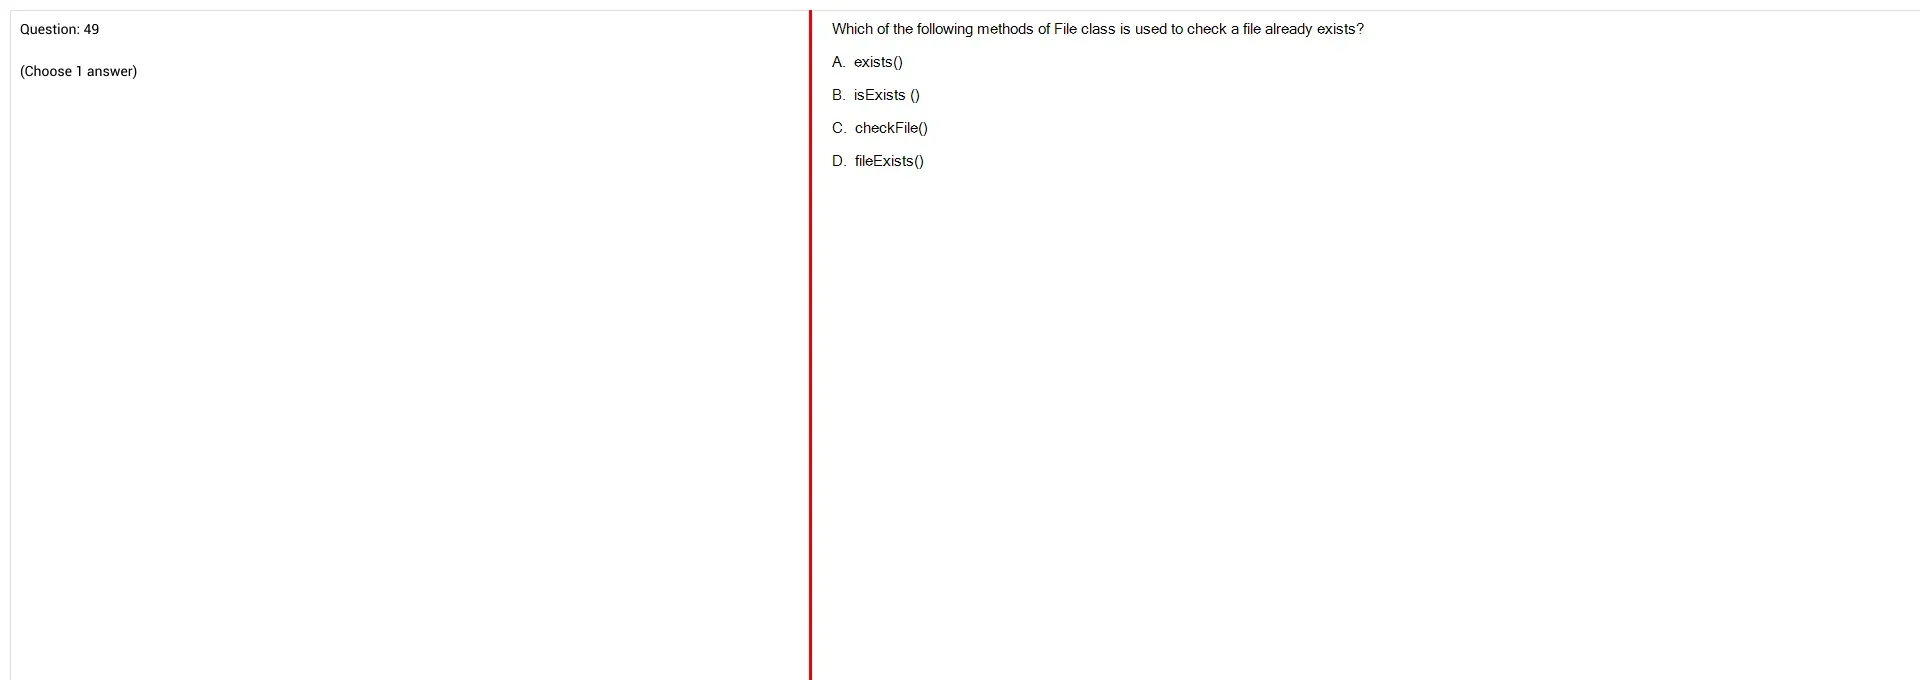 Question: 49
(Choose 1 answer)
Which of the following methods of File class is used to check a file already exists?
A. exists()
B. isExists ()
C. checkFile()
D. fileExists()